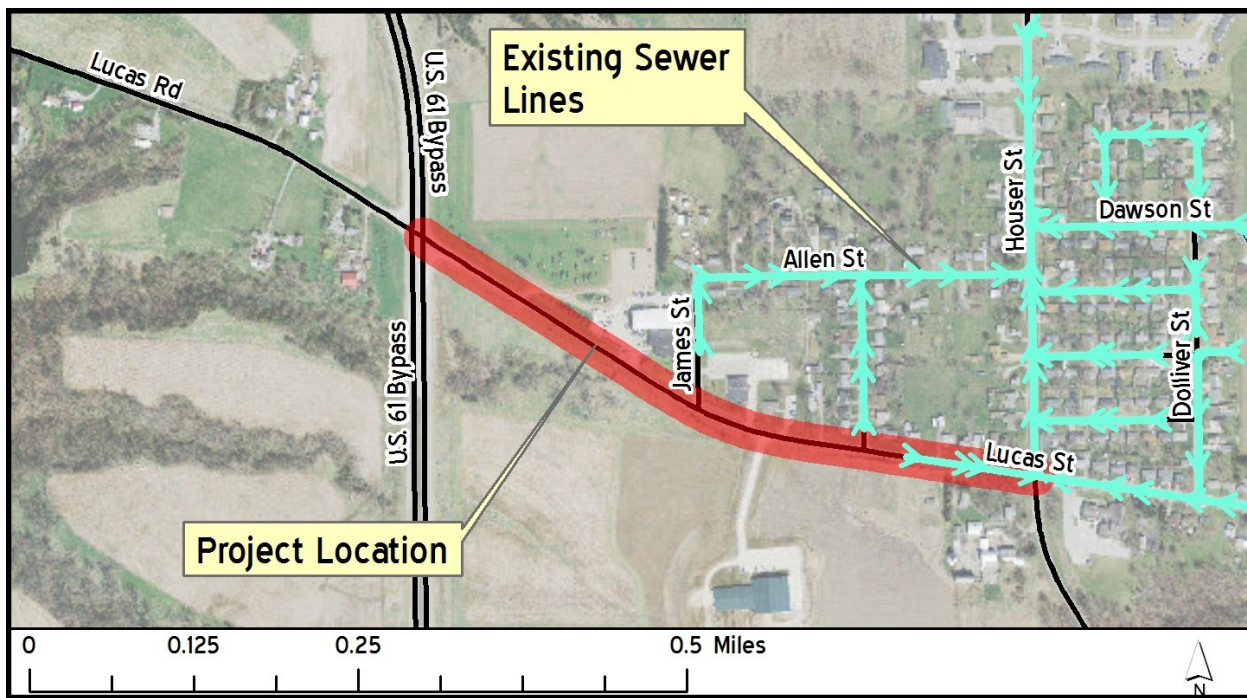 Lucas Rd
U.S. 61 Bypass
Existing Sewer
Lines
Houser St
Dawson St
Allen St
James St
Dolliver St
U.S. 61 Bypass
Lucas St
Project Location
0 0.125 0.25 0.5 Miles
N